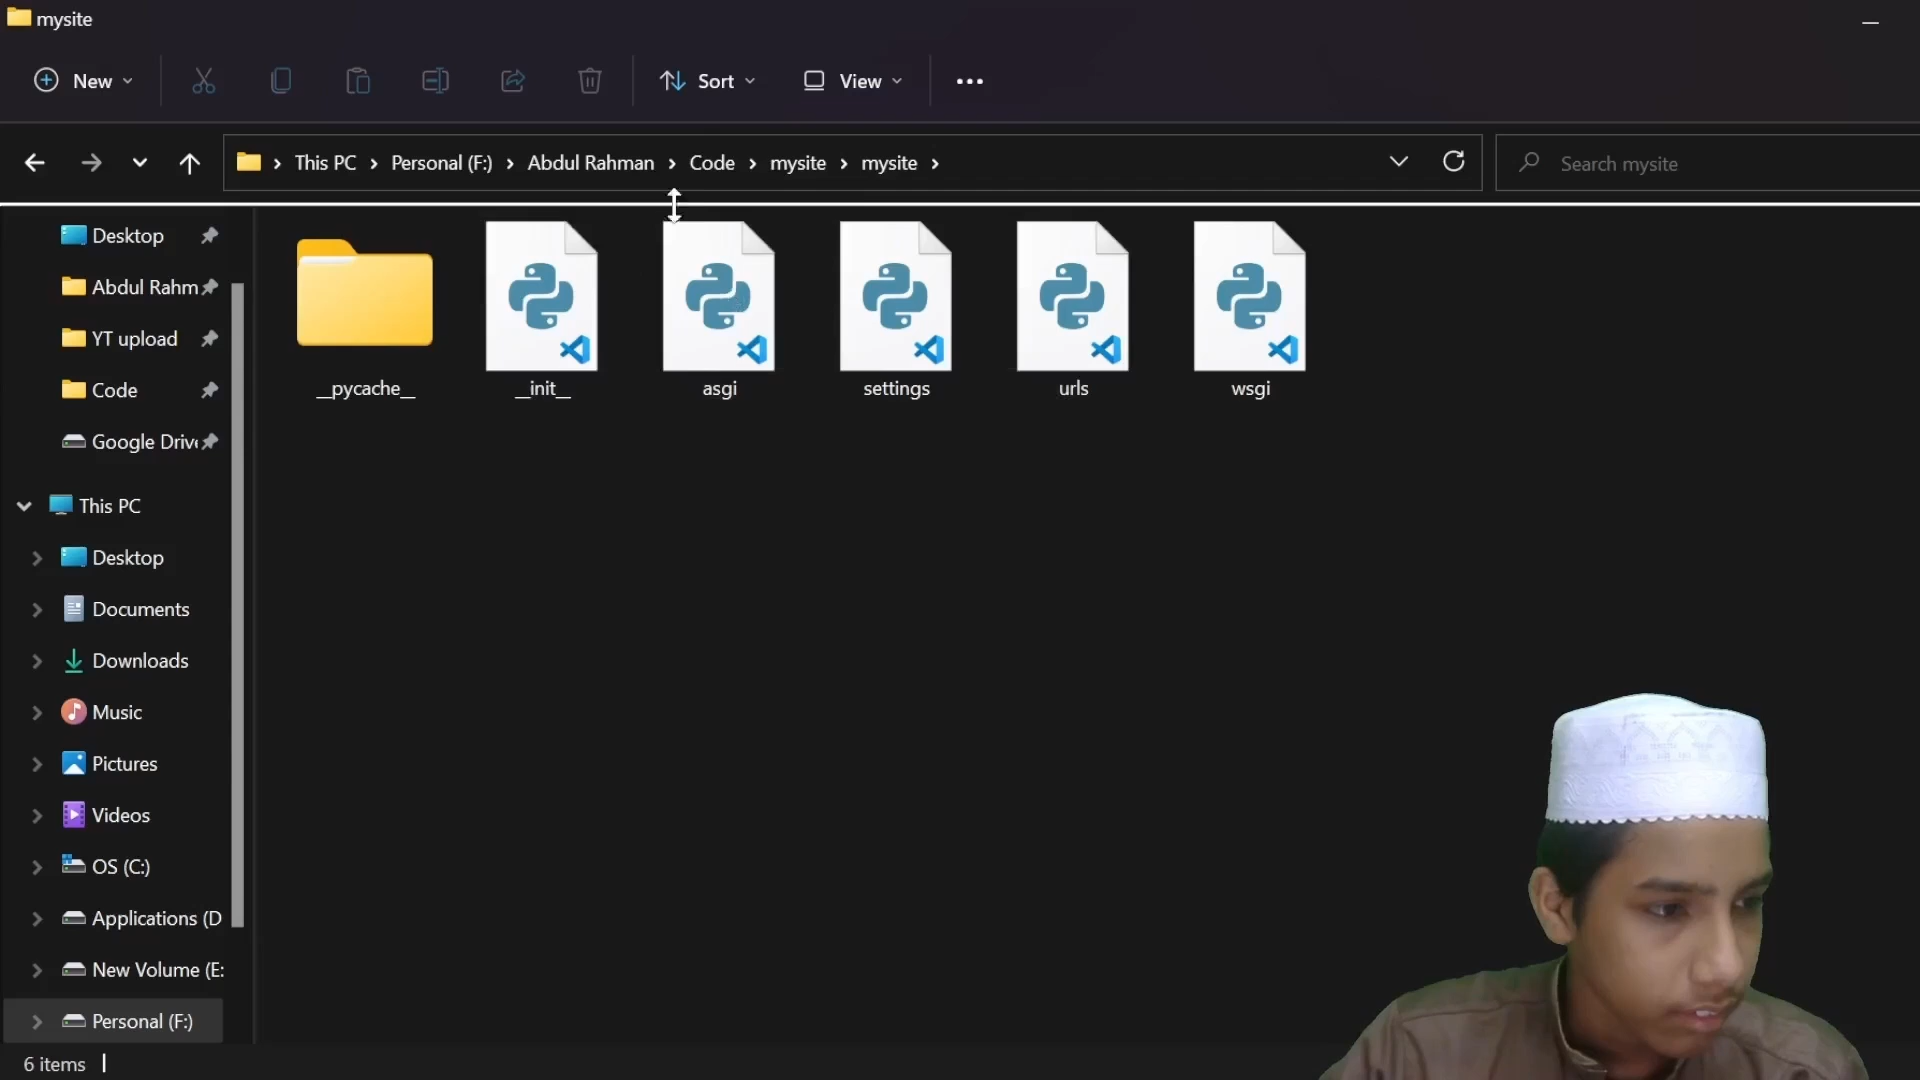 mysite
New
Sort
View
This PC
Personal (F:)
Abdul Rahman
Code
mysite
mysite
Search mysite
Desktop
Abdul Rahm
YT upload
Code
Google Drive
This PC
Desktop
Documents
Downloads
Music
Pictures
Videos
OS (C:)
Applications (D
New Volume (E:
Personal (F:)
__pycache__
__init__
asgi
settings
urls
wsgi
6 items